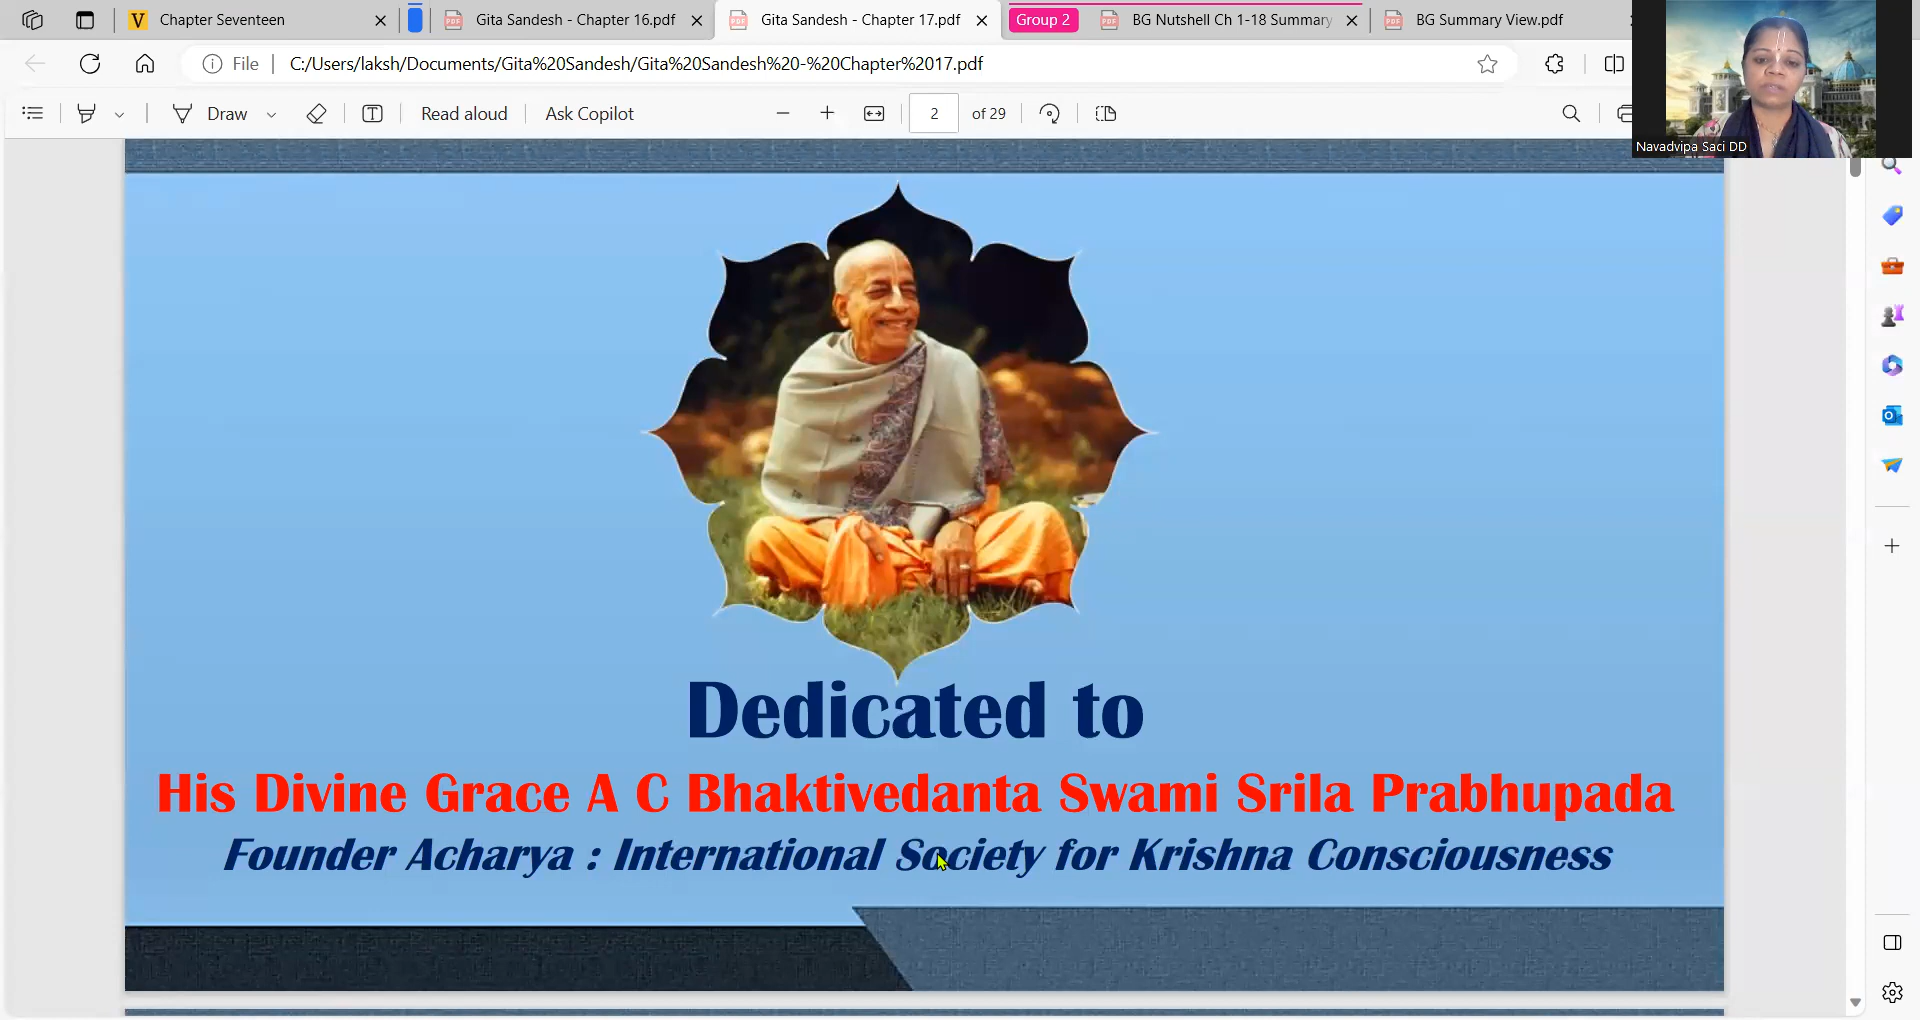 Chapter Seventeen
Gita Sandesh - Chapter 16.pdf
Gita Sandesh - Chapter 17.pdf
Group 2
BG Nutshell Ch 1-18 Summary
BG Summary View.pdf
File
C:/Users/laksh/Documents/Gita%20Sandesh/Gita%20Sandesh%20-%20Chapter%2017.pdf
Draw
Read aloud
Ask Copilot
2
of 29
Navadvipa Saci DD
Dedicated to
His Divine Grace A C Bhaktivedanta Swami Srila Prabhupada
Founder Acharya : International Society for Krishna Consciousness